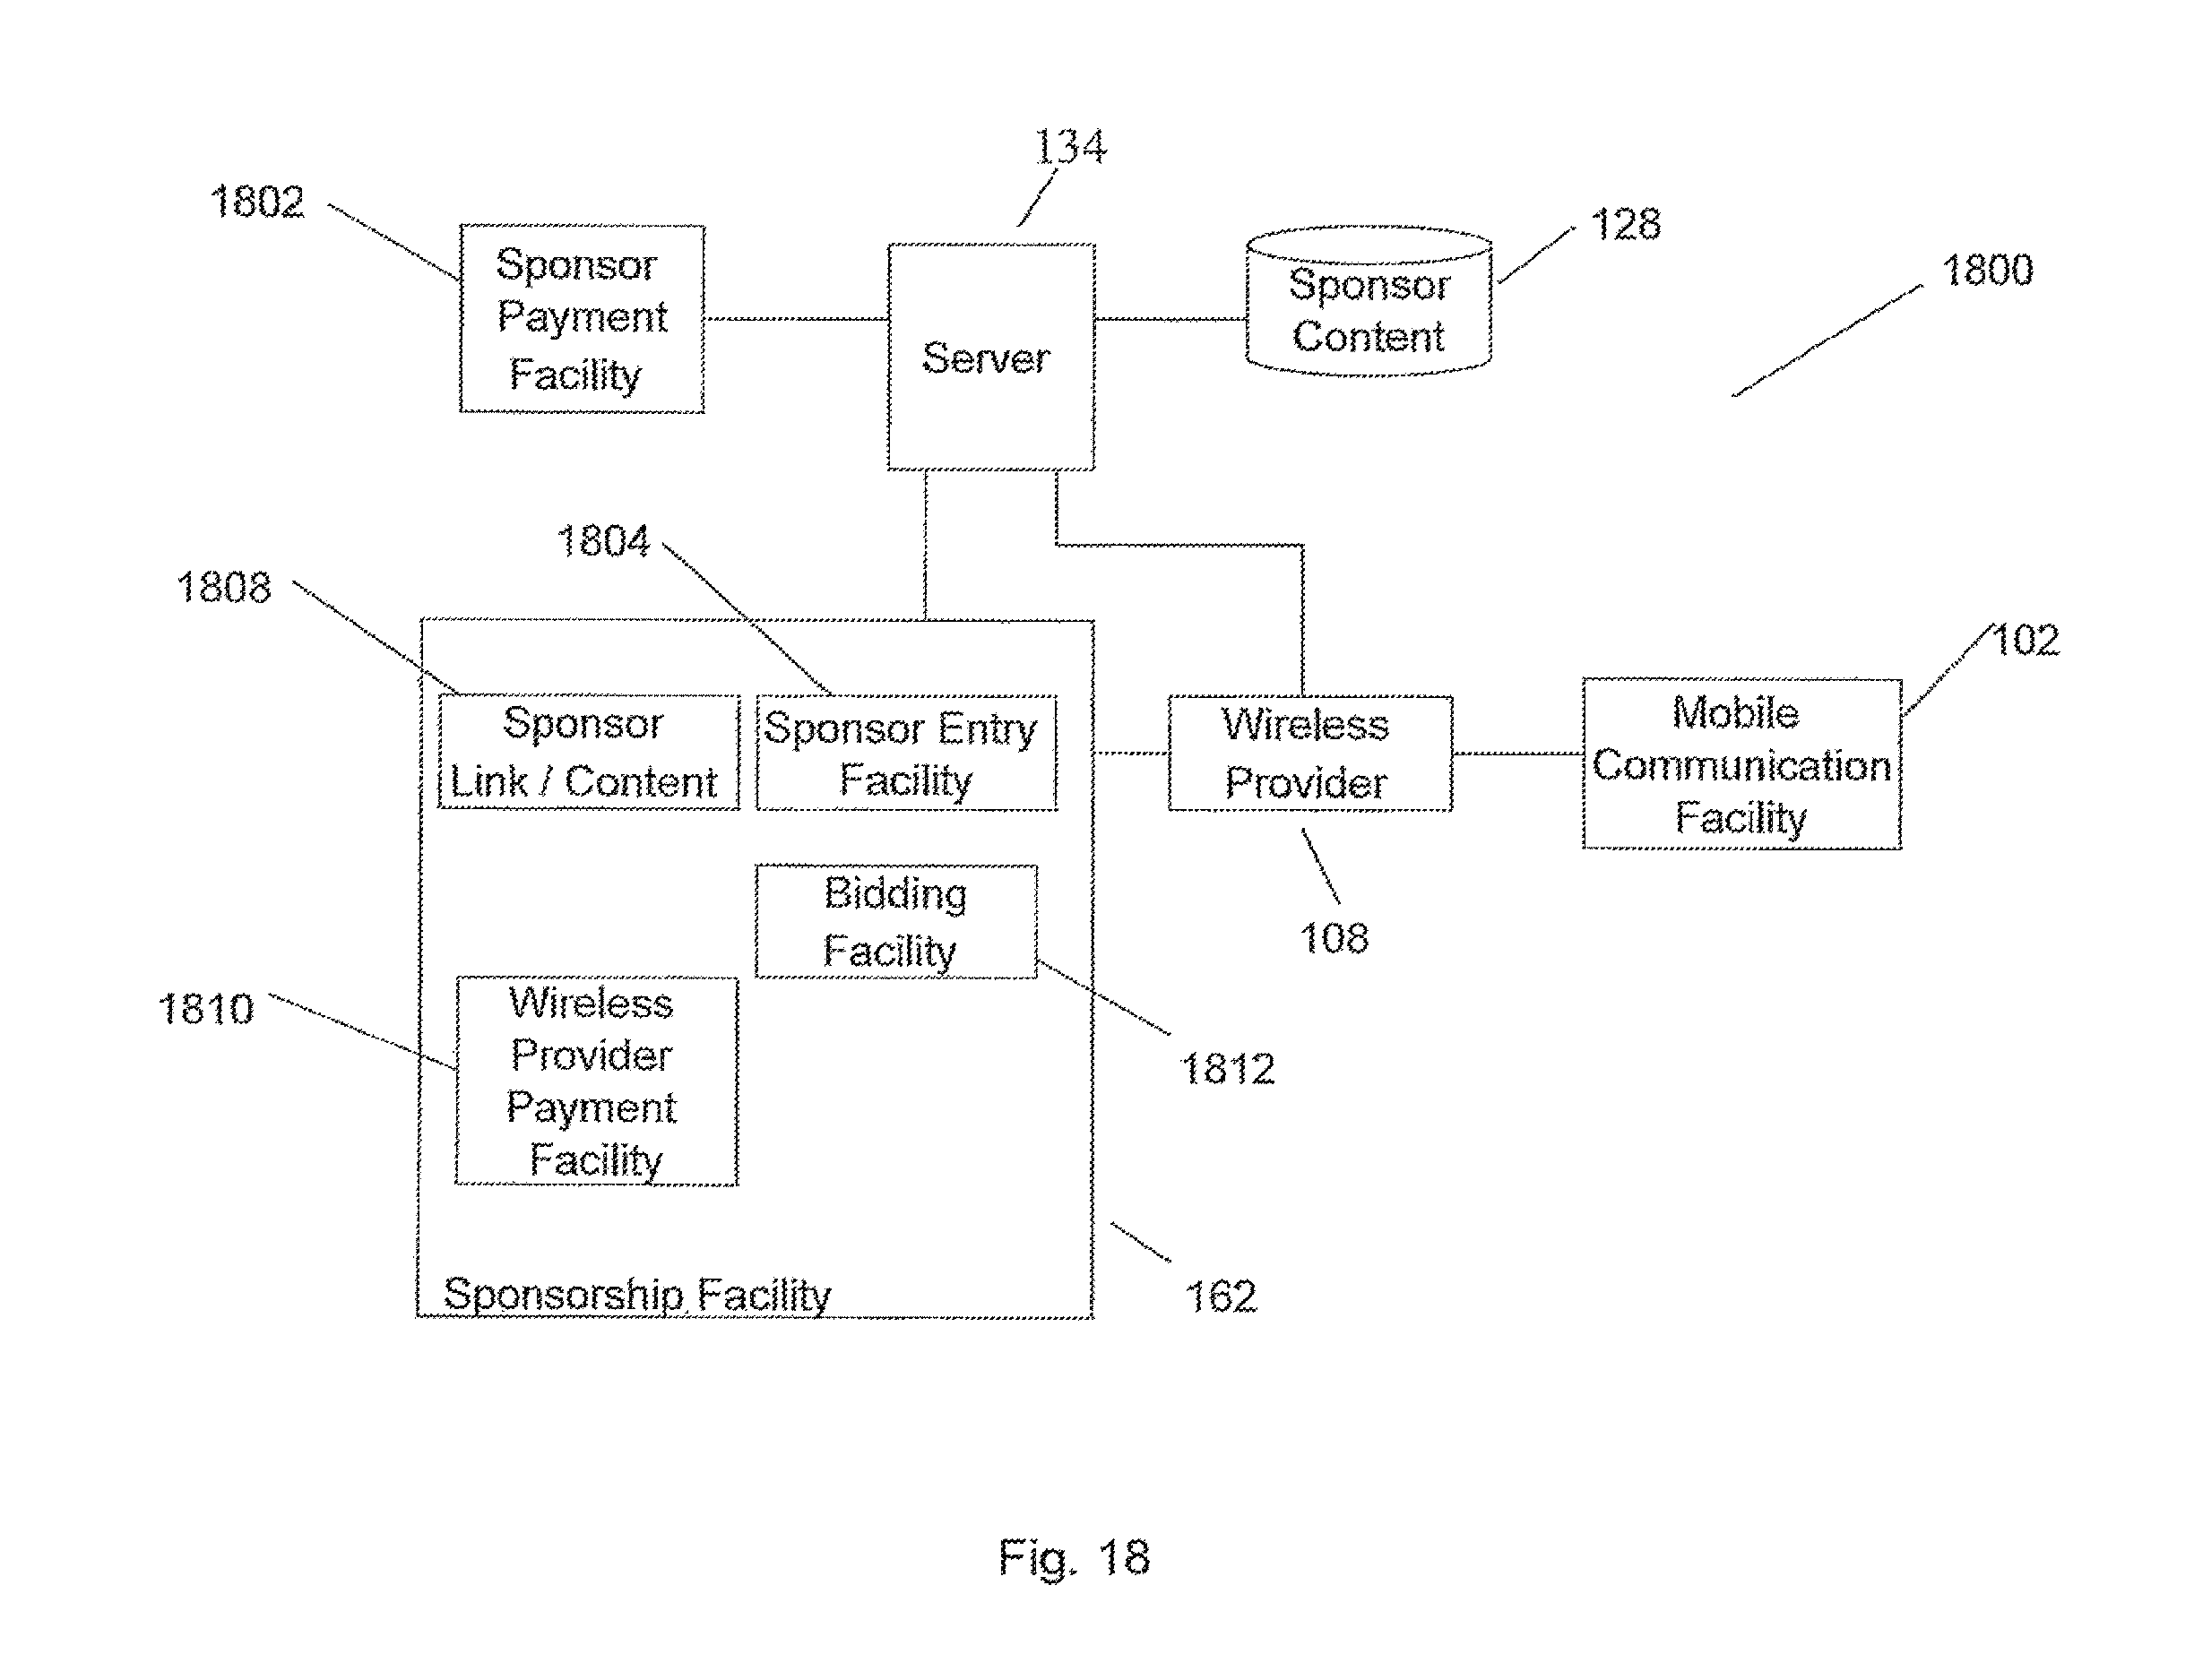 134
1802
128
1800
Sponsor
Payment
Facility
Server
Sponsor
Content
1804
1808
102
Sponsor
Link / Content
Sponsor Entry
Facility
Wireless
Provider
Mobile
Communication
Facility
Bidding
Facility
108
1810
Wireless
Provider
Payment
Facility
1812
Sponsorship Facility
162
Fig. 18